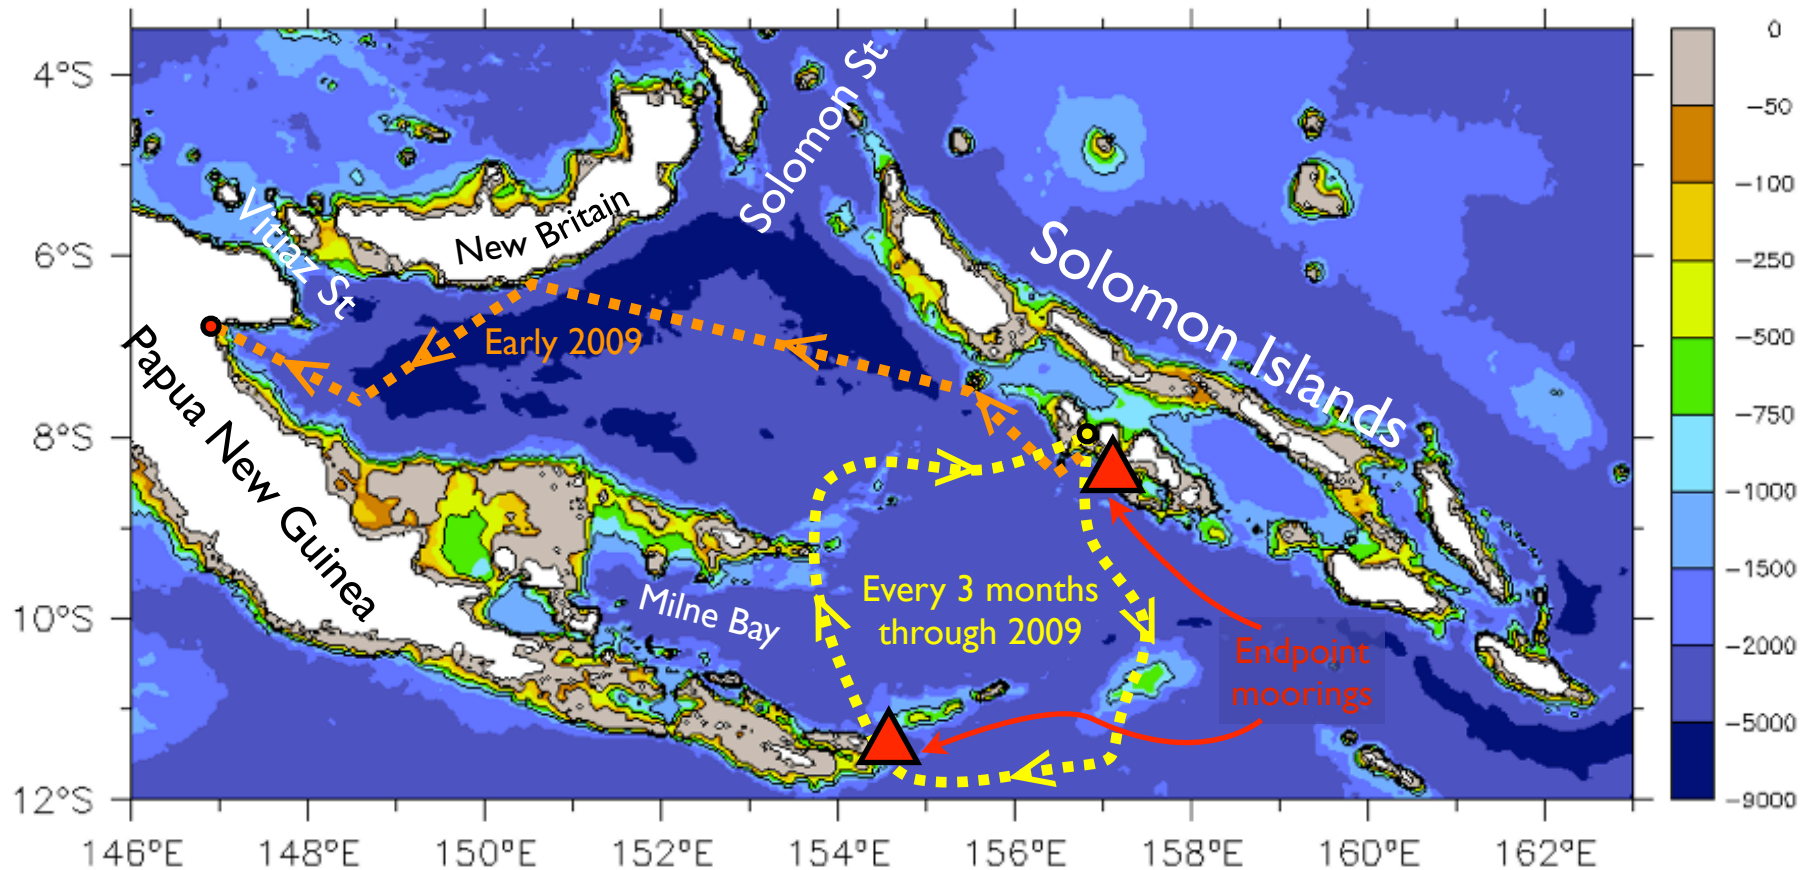 4°S
6°S
8°S
10°S
12°S
146°E
148°E
150°E
152°E
154°E
156°E
158°E
160°E
162°E
Solomon St
Vitiaz St
New Britain
Solomon Islands
Early 2009
Papua New Guinea
Every 3 months
through 2009
Milne Bay
Endpoint
moorings
0
−50
−100
−250
−500
−750
−1000
−1500
−2000
−5000
−9000